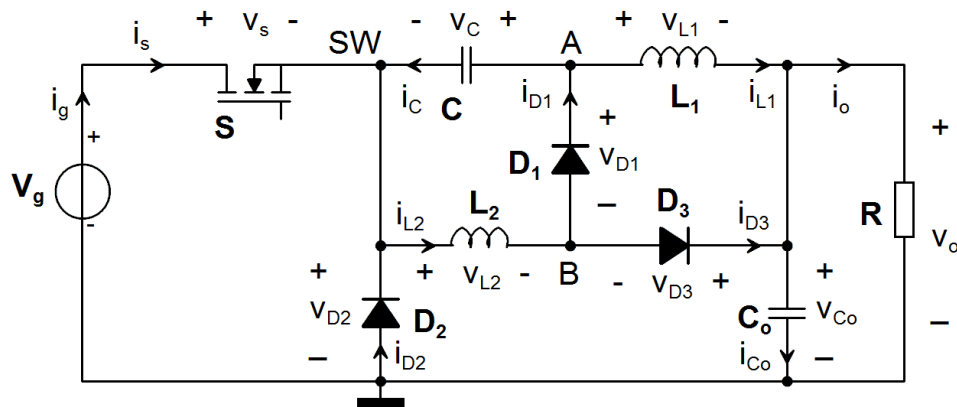 + v_s - SW - v_C + A + v_L1 -
i_s i_C C i_D1 L_1 i_L1 i_o
i_g S
+ + +
D_1 v_D1
V_g L_2 D_3 R
- i_L2 - i_D3 v_o
+ + v_L2 - B - v_D3 + +
v_D2 D_2 C_o v_Co
- i_D2 i_Co - -